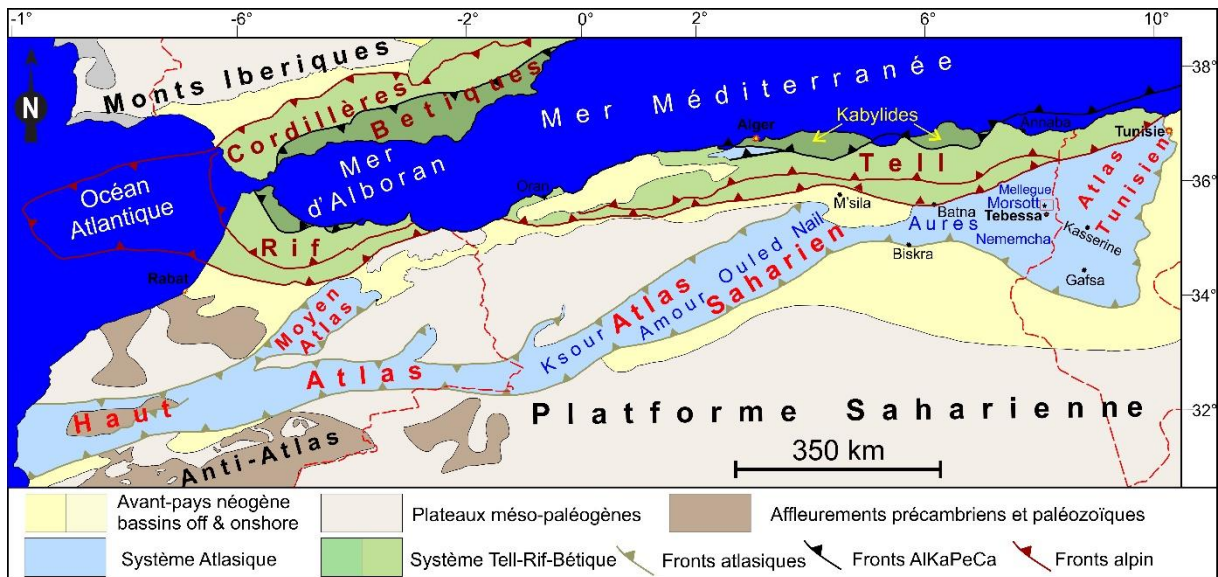 -1° -6° -2° 0° 2° 6° 10°
38°
36°
34°
32°
N
Monts Iberiques
Cordillères
Betiques
Mer Méditerranée
Mer
d'Alboran
Océan
Atlantique
Alger
Kabylides
Annaba
Tunisie
Tell
Oran
Rif
Rabat
M'sila
Batna
Biskra
Aures
Mellegue
Morsott
Tebessa
Nememcha
Kasserine
Gafsa
Atlas
Tunisien
Moyen
Atlas
Atlas
Saharien
Ksour Amour Ouled Nail
Haut Atlas
Anti-Atlas
Platforme Saharienne
350 km
Avant-pays néogène
bassins off & onshore
Plateaux méso-paléogènes
Affleurements précambriens et paléozoïques
Système Atlasique
Système Tell-Rif-Bétique
Fronts atlasiques
Fronts AlKaPeCa
Fronts alpin